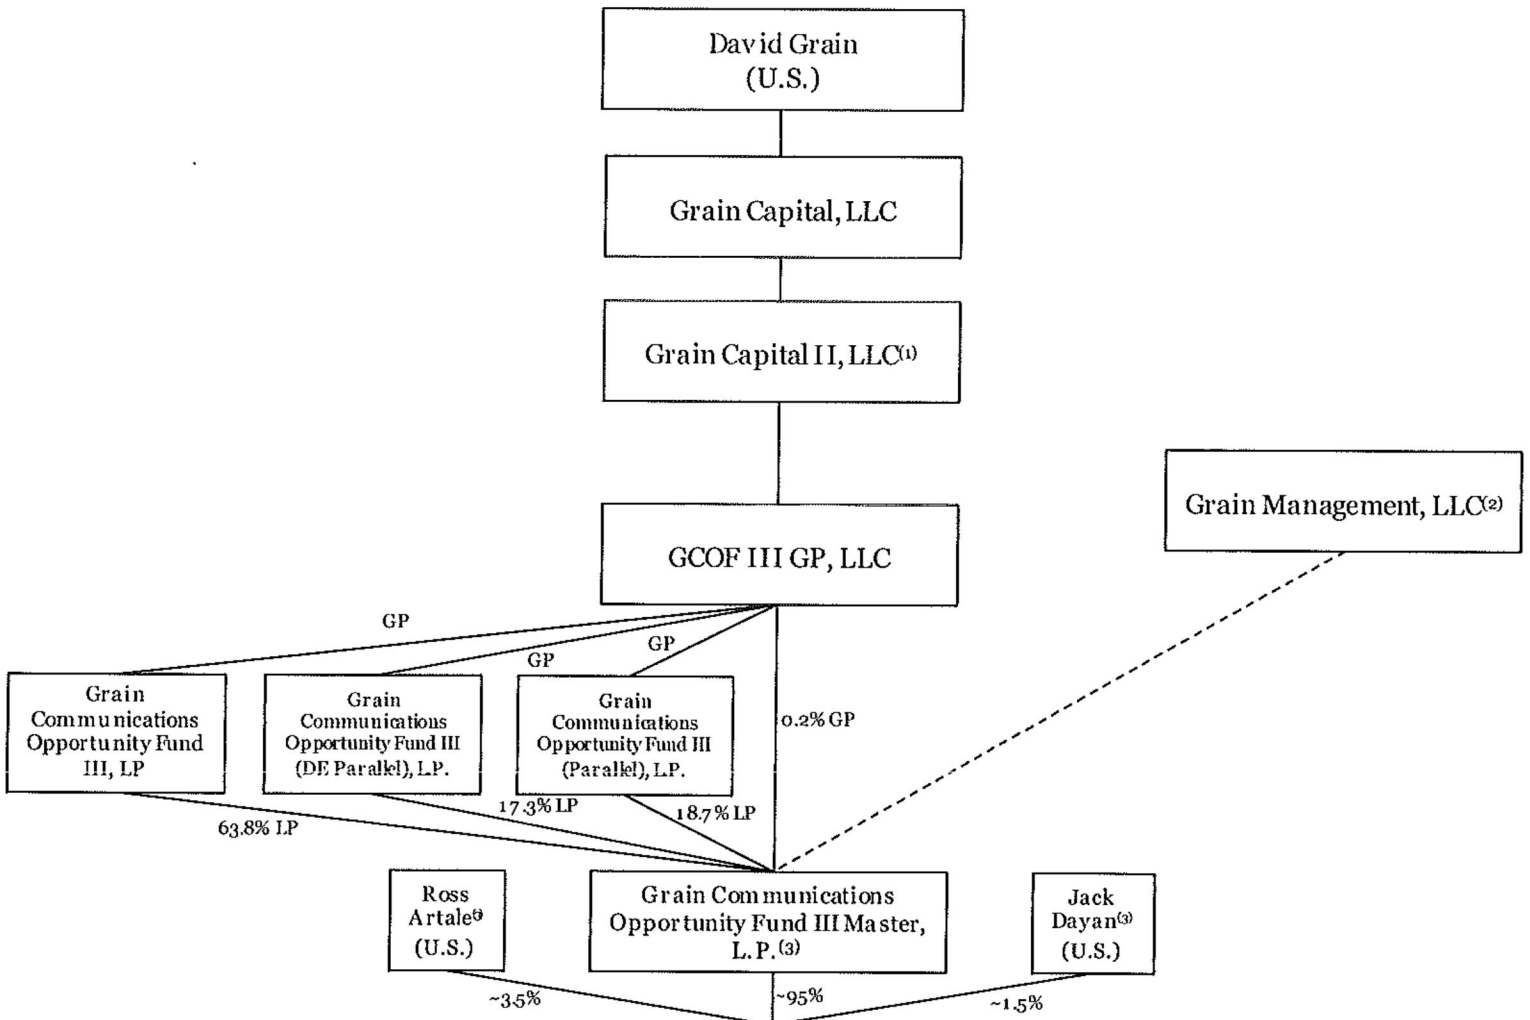 David Grain
(U.S.)
Grain Capital, LLC
Grain Capital II, LLC(1)
Grain Management, LLC(2)
GCOF III GP, LLC
GP
GP
GP
0.2% GP
Grain
Communications
Opportunity Fund
III, LP
Grain
Communications
Opportunity Fund III
(DE Parallel), L.P.
Grain
Communications
Opportunity Fund III
(Parallel), L.P.
63.8% LP
17.3% LP
18.7% LP
Ross
Artale
(U.S.)
Grain Communications
Opportunity Fund III Master,
L.P.(3)
Jack
Dayan(3)
(U.S.)
~3.5%
~95%
~1.5%